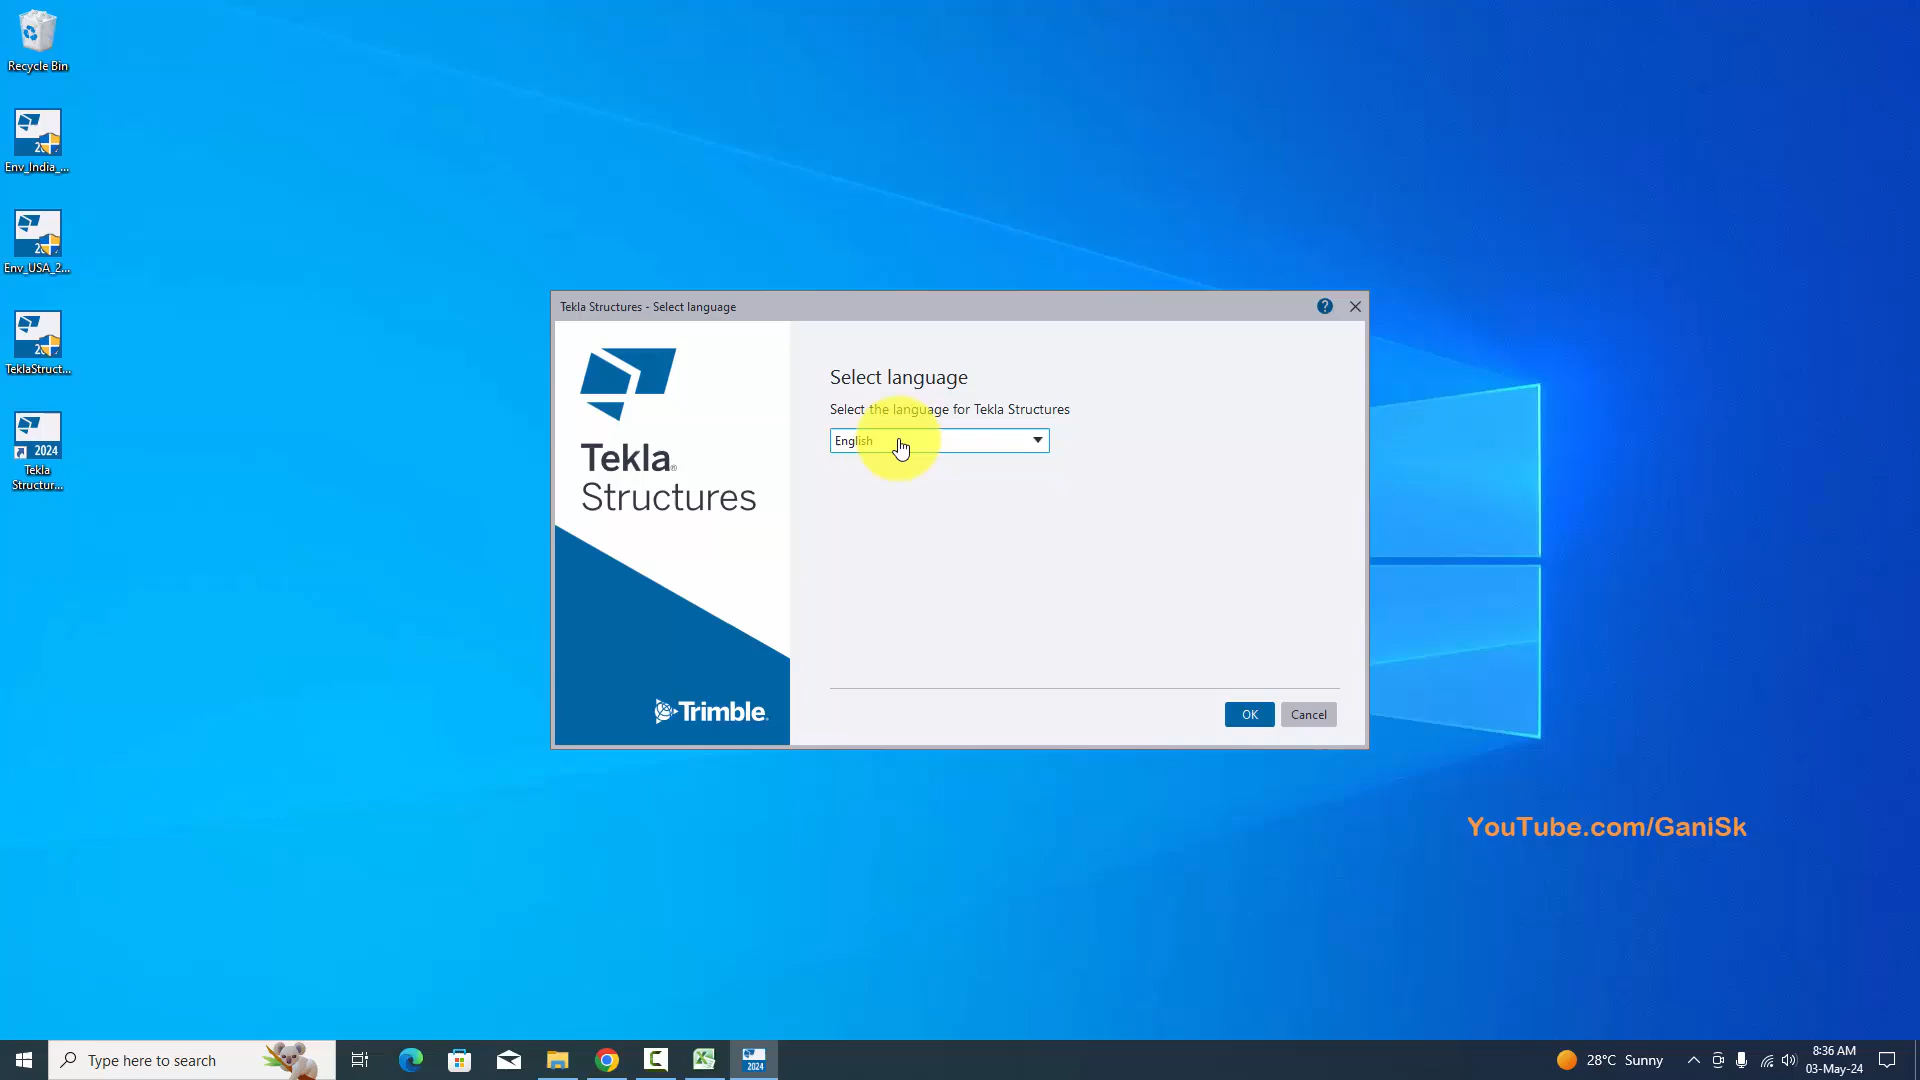 Recycle Bin
Env_India_...
Env_USA_2...
TeklaStruct...
2024
Tekla
Structur...
Tekla Structures - Select language
?
Tekla®
Structures
Trimble
Select language
Select the language for Tekla Structures
English
OK
Cancel
YouTube.com/GaniSk
Type here to search
2024
28°C Sunny
8:36 AM
03-May-24